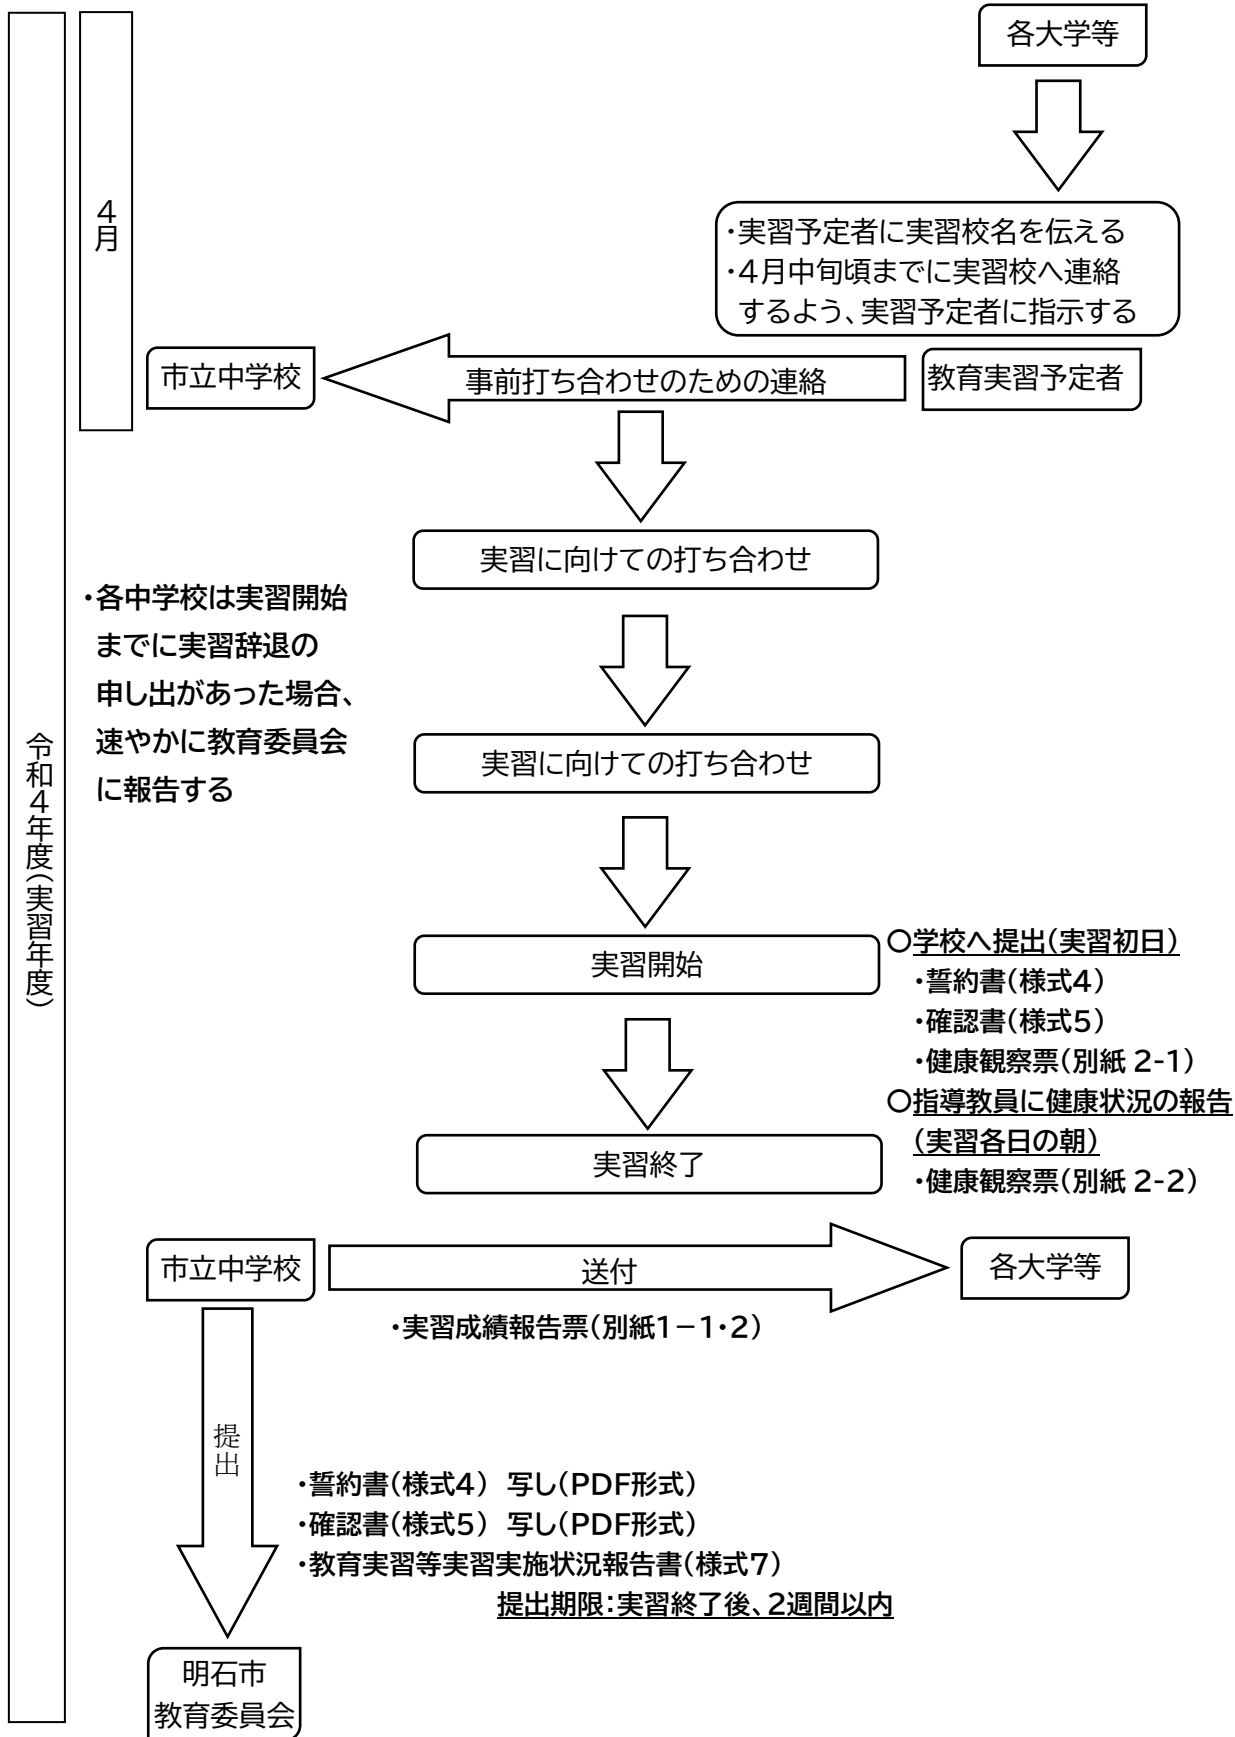 各大学等
4月
・実習予定者に実習校名を伝える
・4月中旬頃までに実習校へ連絡
するよう、実習予定者に指示する
市立中学校
事前打ち合わせのための連絡
教育実習予定者
実習に向けての打ち合わせ
・各中学校は実習開始
までに実習辞退の
申し出があった場合、
速やかに教育委員会
に報告する
実習に向けての打ち合わせ
令和4年度(実習年度)
実習開始
○学校へ提出(実習初日)
・誓約書(様式4)
・確認書(様式5)
・健康観察票(別紙 2-1)
○指導教員に健康状況の報告
(実習各日の朝)
・健康観察票(別紙 2-2)
実習終了
市立中学校
送付
各大学等
・実習成績報告票(別紙1-1・2)
提出
・誓約書(様式4) 写し(PDF形式)
・確認書(様式5) 写し(PDF形式)
・教育実習等実習実施状況報告書(様式7)
提出期限:実習終了後、2週間以内
明石市
教育委員会